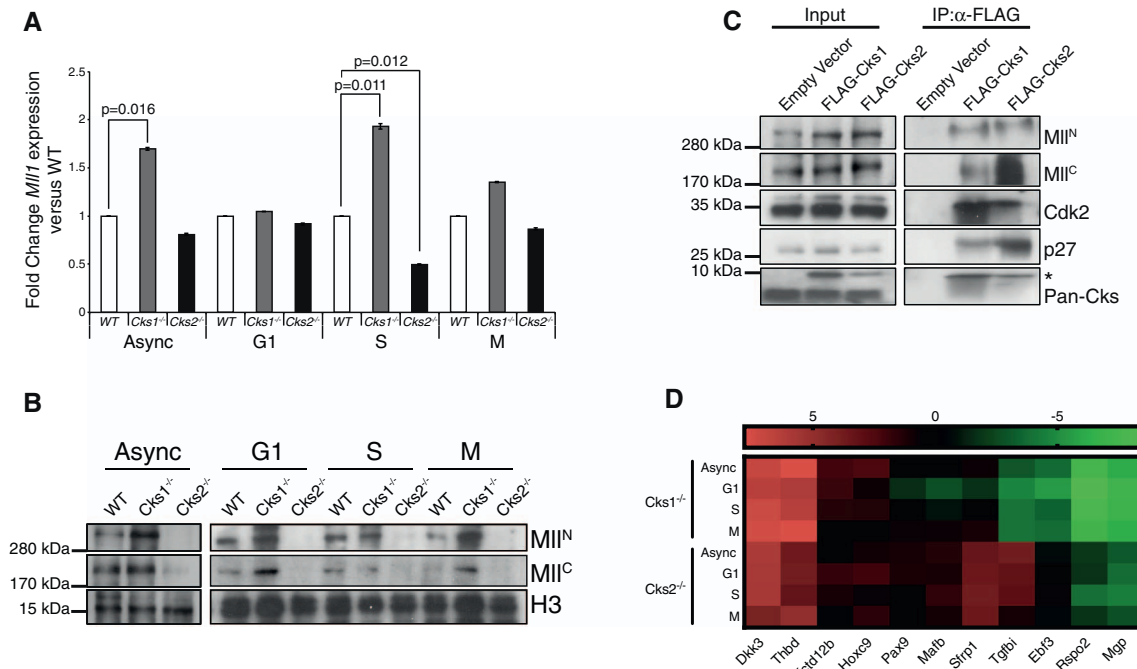 A
Fold Change Mll1 expression
versus WT
2.5
2
1.5
1
0.5
0
p=0.016
p=0.011
p=0.012
WT Cks1-/- Cks2-/- WT Cks1-/- Cks2-/- WT Cks1-/- Cks2-/- WT Cks1-/- Cks2-/-
Async G1 S M
B
Async G1 S M
WT Cks1-/- Cks2-/- WT Cks1-/- Cks2-/- WT Cks1-/- Cks2-/- WT Cks1-/- Cks2-/-
280 kDa MllN
170 kDa MllC
15 kDa H3
C
Input IP:α-FLAG
Empty Vector FLAG-Cks1 FLAG-Cks2 Empty Vector FLAG-Cks1 FLAG-Cks2
280 kDa MllN
170 kDa MllC
35 kDa Cdk2
25 kDa p27
10 kDa *
Pan-Cks
D
5 0 -5
Cks1-/-
Async
G1
S
M
Cks2-/-
Async
G1
S
M
Dkk3 Thbd ctd12b Hoxc9 Pax9 Mafb Sfrp1 Tgfbi Ebf3 Rspo2 Mgp